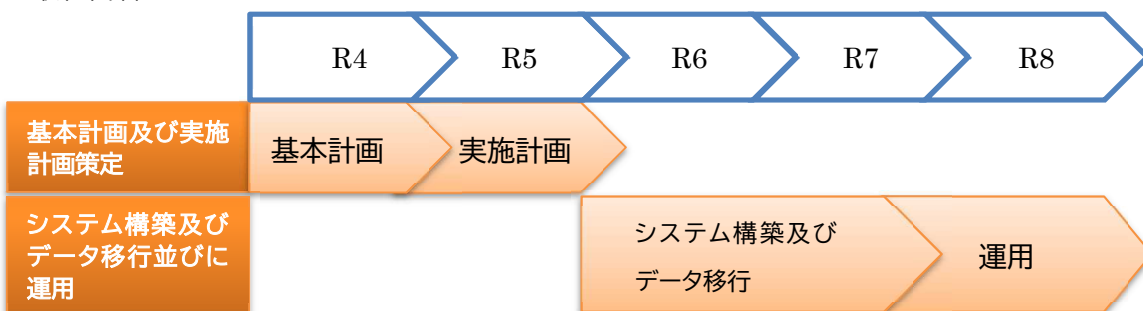 R4 R5 R6 R7 R8
基本計画及び実施
計画策定
基本計画 実施計画
システム構築及び
データ移行並びに
運用
システム構築及び
データ移行
運用